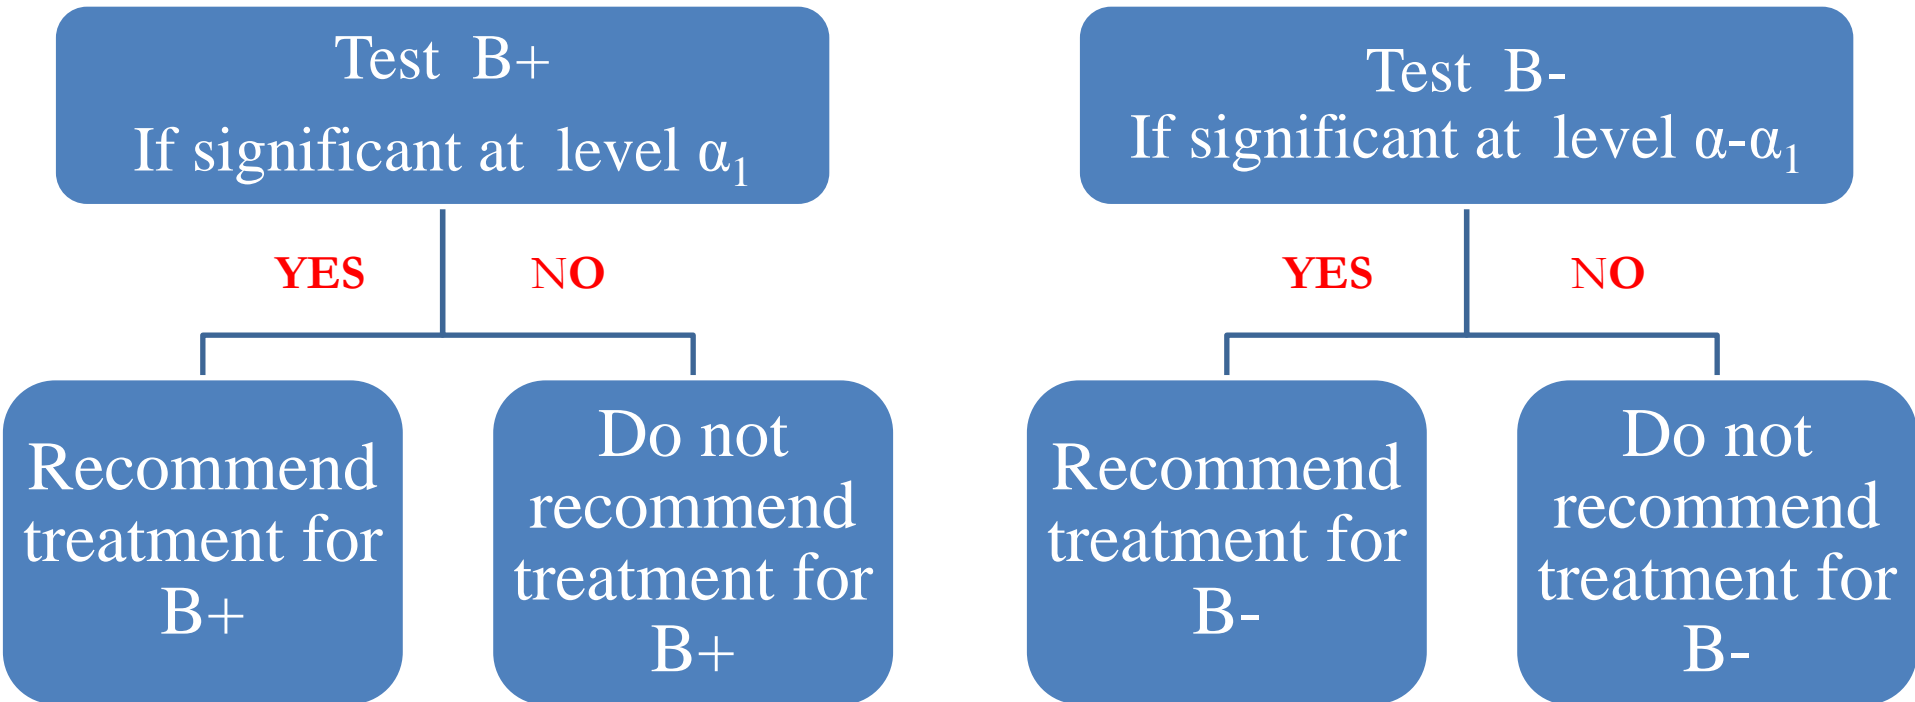 Test B+
If significant at level α₁
Test B-
If significant at level α-α₁
YES
NO
YES
NO
Recommend
treatment for
B+
Do not
recommend
treatment for
B+
Recommend
treatment for
B-
Do not
recommend
treatment for
B-